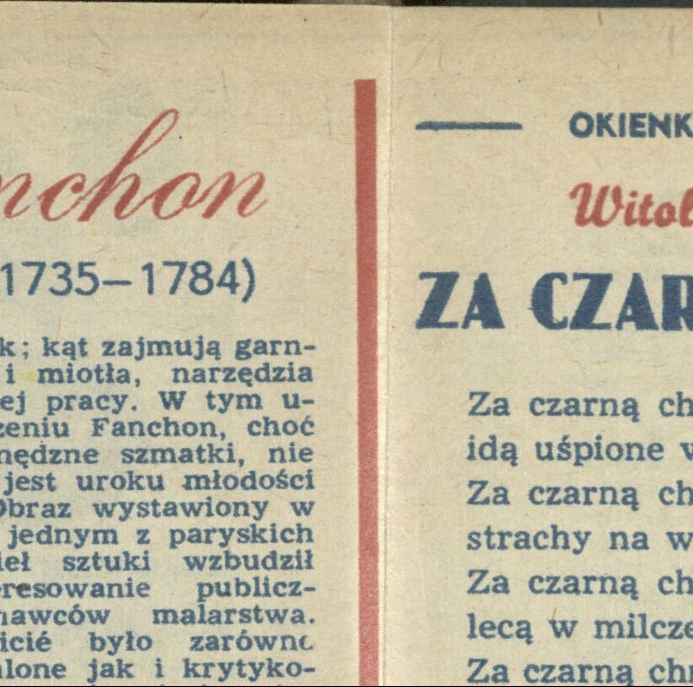 nchon
1735–1784)
k; kąt zajmują garn-
i miotła, narzędzia
ej pracy. W tym u-
zeniu Fanchon, choć
nędzne szmatki, nie
jest uroku młodości
Obraz wystawiony w
jednym z paryskich
ieł sztuki wzbudził
eresowanie publicz-
nawców malarstwa.
icié było zarówno
alone jak i krytyko-
OKIENK
Witol
ZA CZAR
Za czarną ch
idą uśpione w
Za czarną ch
strachy na w
Za czarną ch
lecą w milcze
Za czarną chr